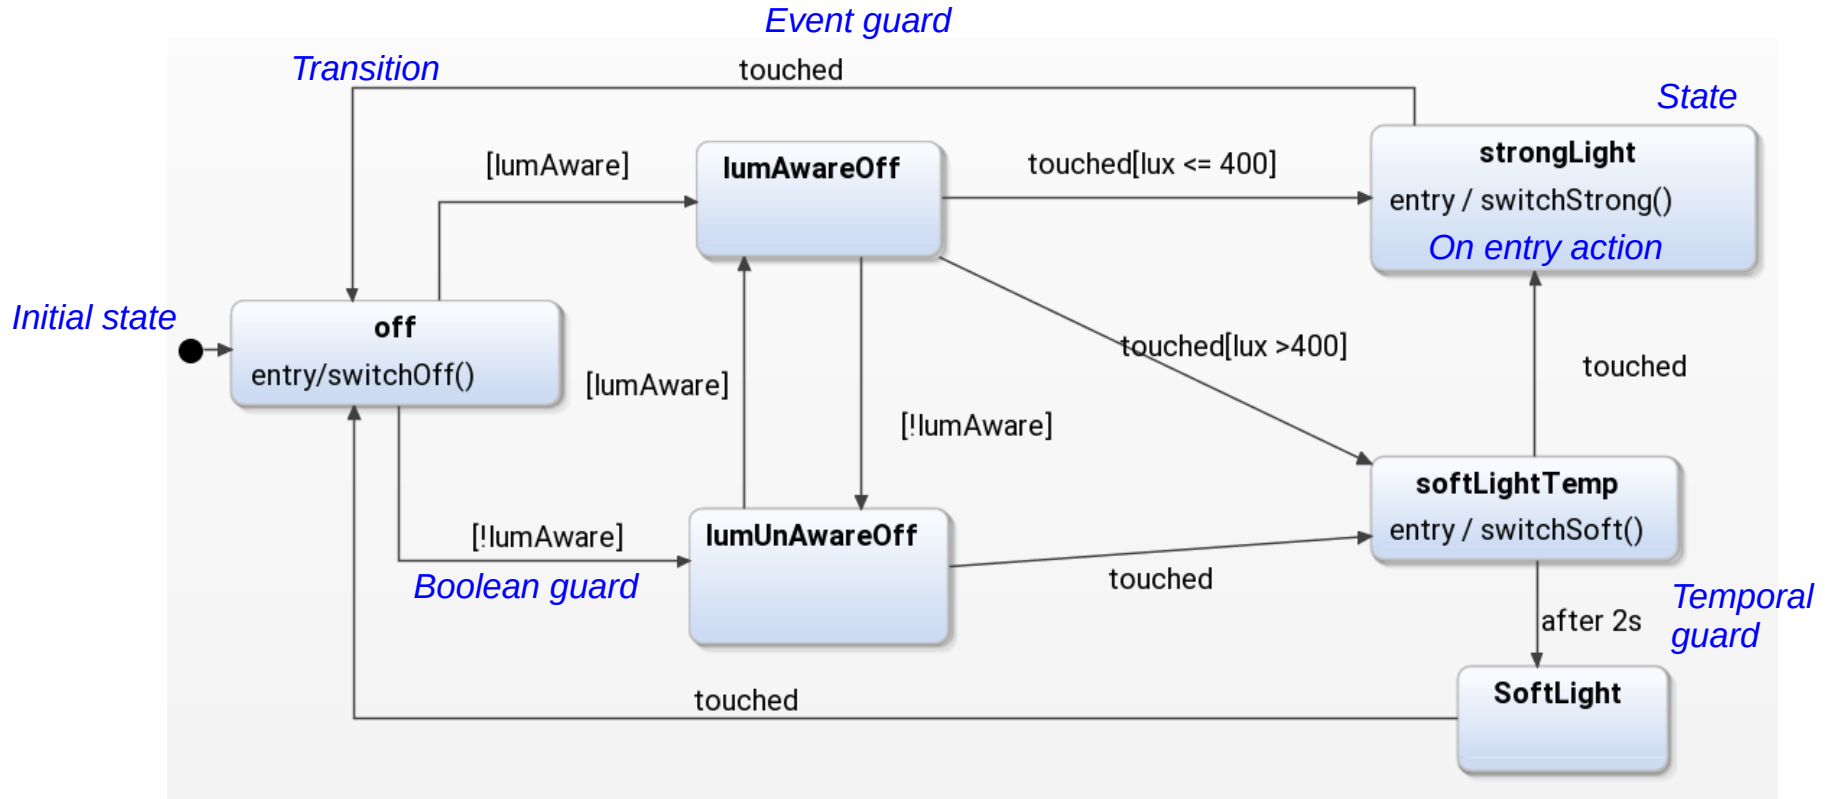 Event guard
Transition
touched
State
[lumAware]
lumAwareOff
touched[lux <= 400]
strongLight
entry / switchStrong()
On entry action
Initial state
off
entry/switchOff()
[lumAware]
touched[lux >400]
touched
[!lumAware]
softLightTemp
entry / switchSoft()
[!lumAware]
lumUnAwareOff
Boolean guard
touched
Temporal
guard
after 2s
touched
SoftLight